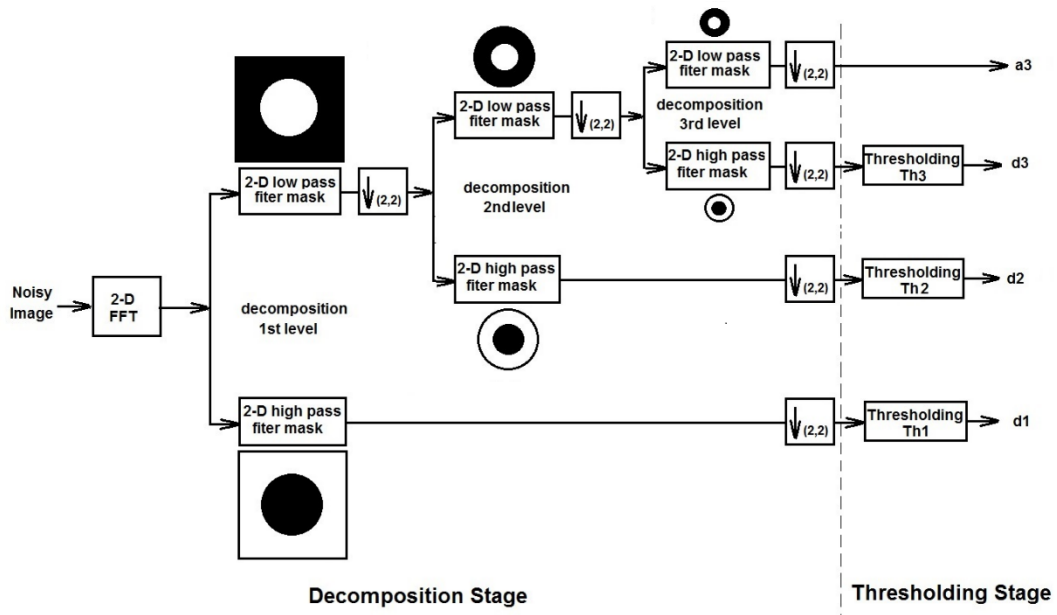 2-D low pass
fiter mask
(2,2)
a3
2-D low pass
fiter mask
(2,2)
decomposition
3rd level
2-D high pass
fiter mask
(2,2)
Thresholding
Th3
d3
2-D low pass
fiter mask
(2,2)
decomposition
2nd level
2-D high pass
fiter mask
(2,2)
Thresholding
Th2
d2
Noisy
Image
2-D
FFT
decomposition
1st level
2-D high pass
fiter mask
(2,2)
Thresholding
Th1
d1
Decomposition Stage
Thresholding Stage